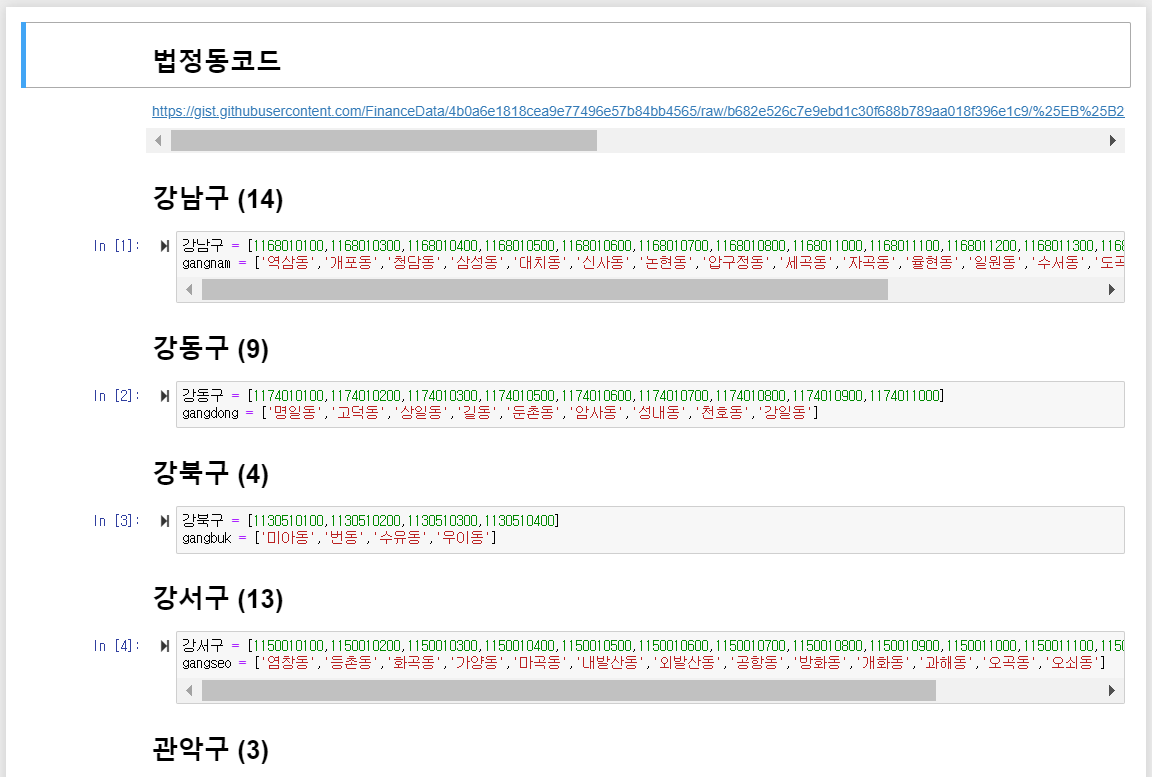 법정동코드
https://gist.githubusercontent.com/FinanceData/4b0a6e1818cea9e77496e57b84bb4565/raw/b682e526c7e9ebd1c30f688b789aa018f396e1c9/%25EB%25B2
강남구 (14)
In [1]: 강남구 = [1168010100,1168010300,1168010400,1168010500,1168010600,1168010700,1168010800,1168011000,1168011100,1168011200,1168011300,1168
gangnam = ['역삼동','개포동','청담동','삼성동','대치동','신사동','논현동','압구정동','세곡동','자곡동','율현동','일원동','수서동','도곡
강동구 (9)
In [2]: 강동구 = [1174010100,1174010200,1174010300,1174010500,1174010600,1174010700,1174010800,1174010900,1174011000]
gangdong = ['명일동','고덕동','상일동','길동','둔촌동','암사동','성내동','천호동','강일동']
강북구 (4)
In [3]: 강북구 = [1130510100,1130510200,1130510300,1130510400]
gangbuk = ['미아동','번동','수유동','우이동']
강서구 (13)
In [4]: 강서구 = [1150010100,1150010200,1150010300,1150010400,1150010500,1150010600,1150010700,1150010800,1150010900,1150011000,1150011100,1150
gangseo = ['염창동','등촌동','화곡동','가양동','마곡동','내발산동','외발산동','공항동','방화동','개화동','과해동','오곡동','오쇠동']
관악구 (3)